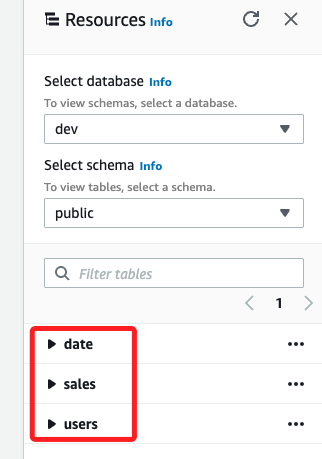 Resources Info
Select database Info
To view schemas, select a database.
dev
Select schema Info
To view tables, select a schema.
public
Filter tables
1
date
sales
users